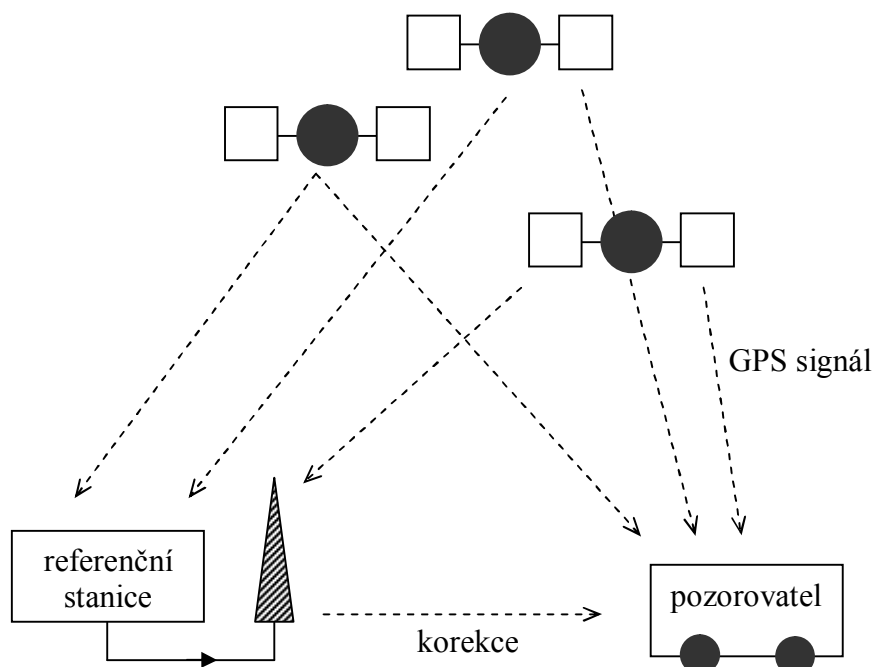 GPS signál
referenční
stanice
pozorovatel
korekce